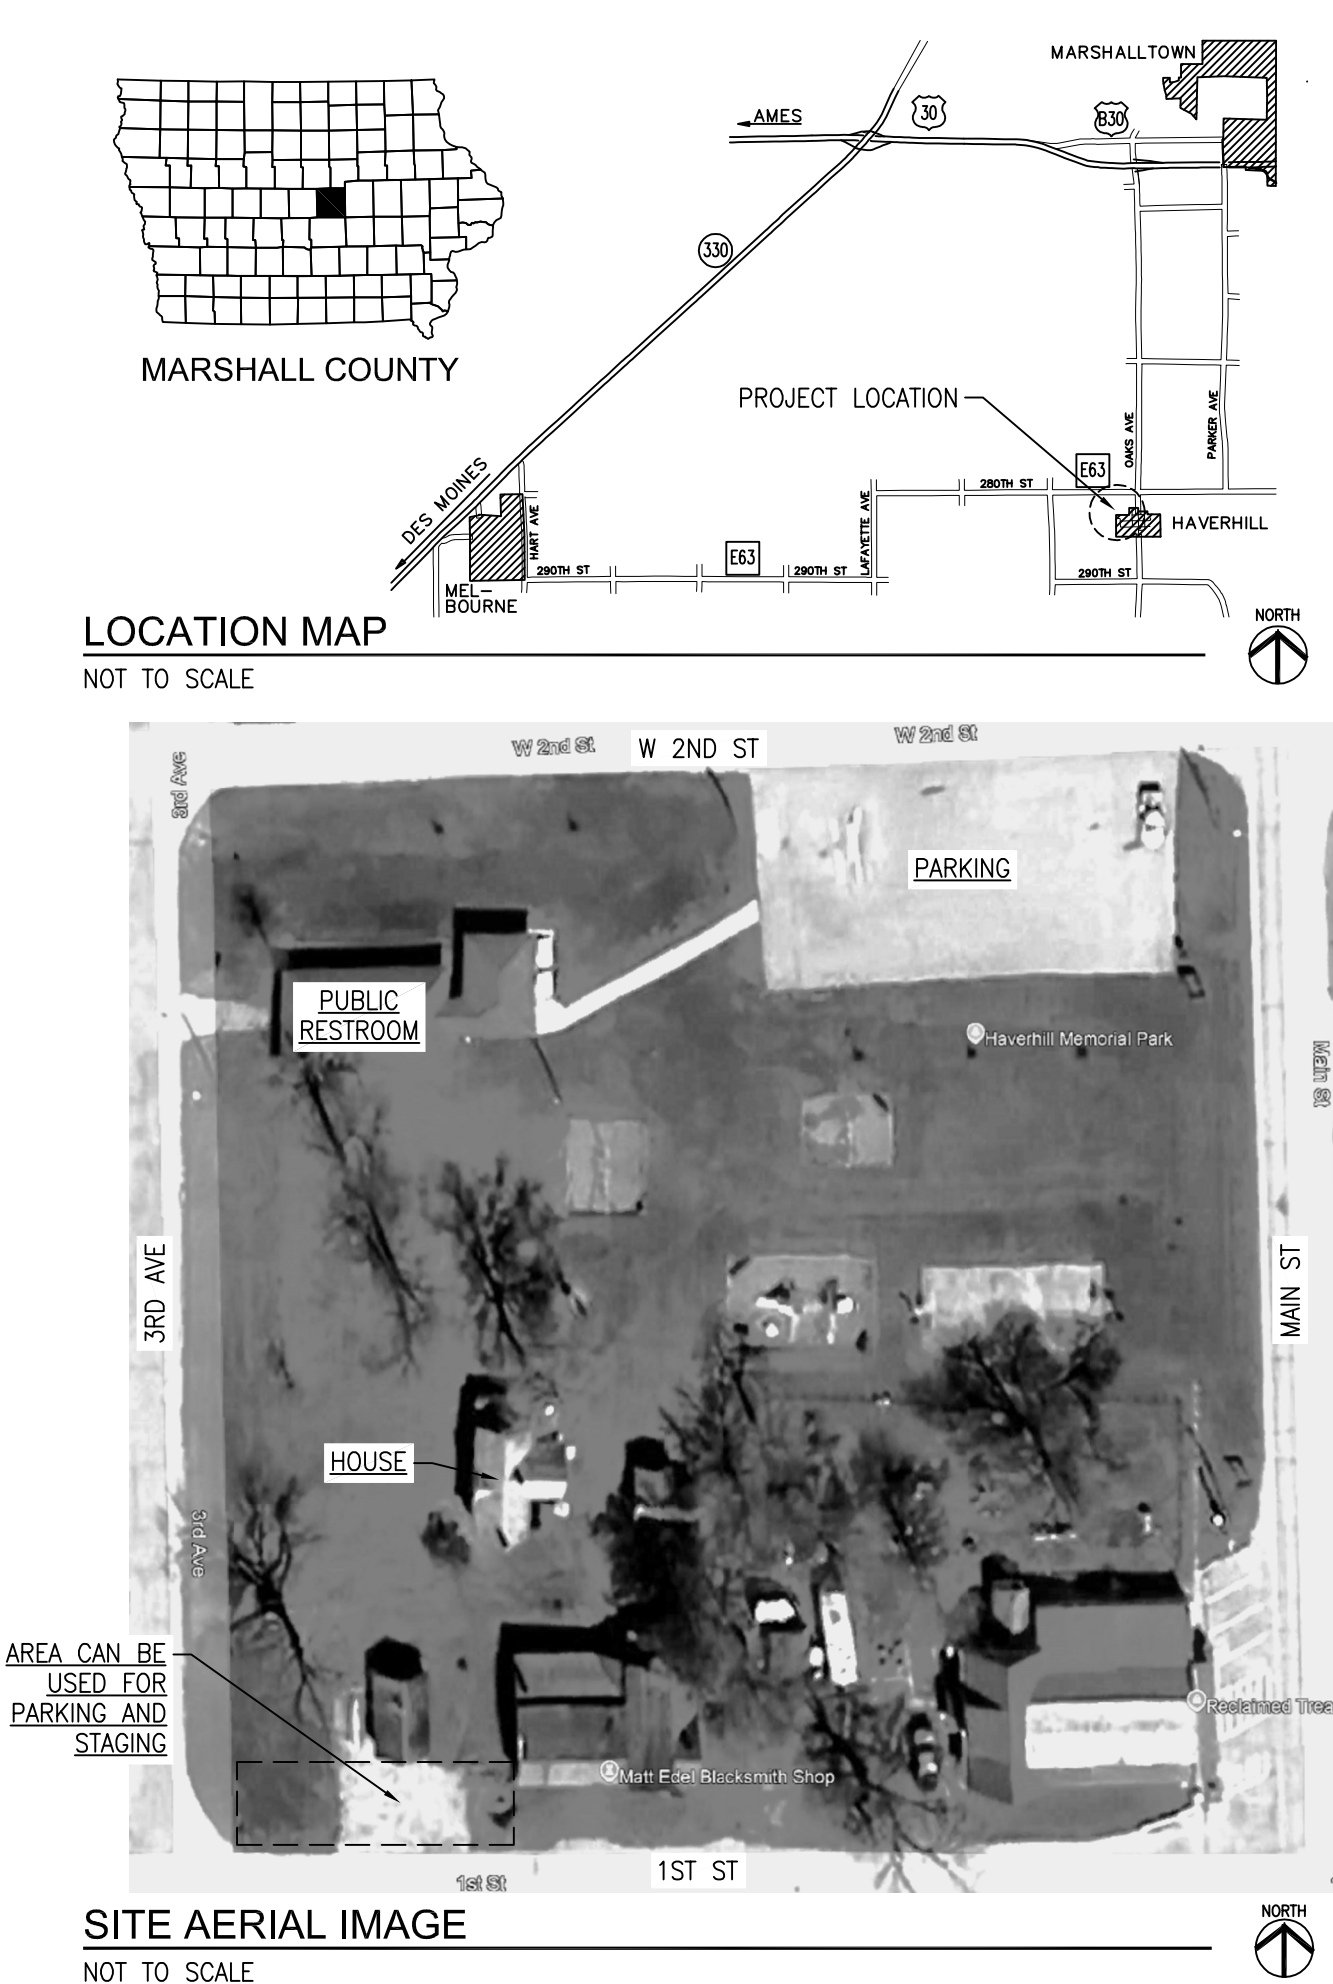 MARSHALLTOWN
AMES
30
B30
330
MARSHALL COUNTY
PROJECT LOCATION
OAKS AVE
PARKER AVE
E63
280TH ST
HAVERHILL
DES MOINES
HART AVE
LAFAYETTE AVE
E63
290TH ST
290TH ST
290TH ST
MEL-
BOURNE
LOCATION MAP
NOT TO SCALE
NORTH
W 2nd St
W 2ND ST
W 2nd St
3rd Ave
PARKING
PUBLIC
RESTROOM
Haverhill Memorial Park
Main St
3RD AVE
MAIN ST
HOUSE
3rd Ave
AREA CAN BE
USED FOR
PARKING AND
STAGING
Reclaimed Trea
Matt Edel Blacksmith Shop
1ST ST
1st St
SITE AERIAL IMAGE
NOT TO SCALE
NORTH